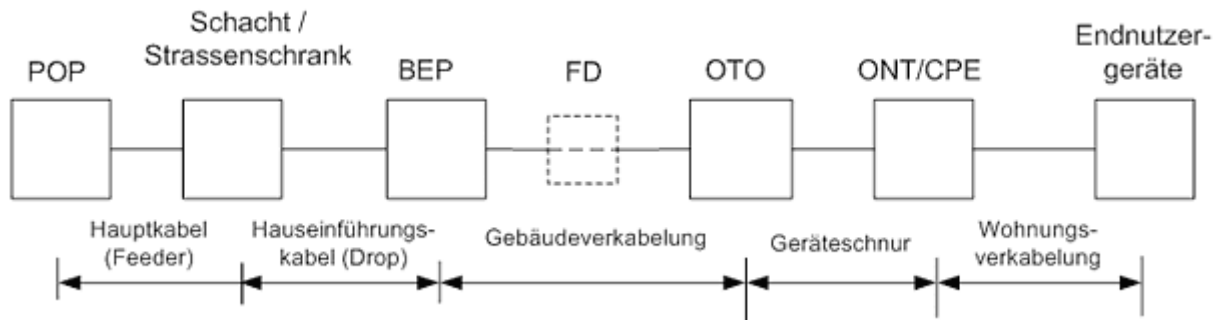 POP
Schacht /
Strassenschrank
BEP
FD
OTO
ONT/CPE
Endnutzer-
geräte
Hauptkabel
(Feeder)
Hauseinführungs-
kabel (Drop)
Gebäudeverkabelung
Geräteschnur
Wohnungs-
verkabelung